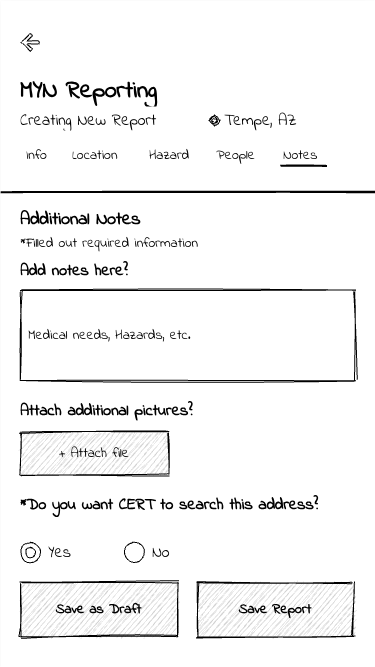 MYN Reporting
Creating New Report Tempe, AZ
Info Location Hazard People Notes
Additional Notes
*Filled out required information
Add notes here?
Medical needs, Hazards, etc.
Attach additional pictures?
+ Attach file
*Do you want CERT to search this address?
Yes No
Save as Draft Save Report